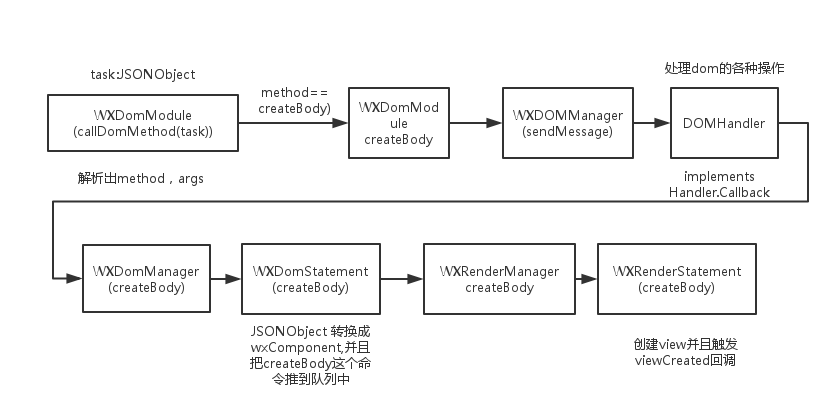 task:JSONObject
处理dom的各种操作
method==
createBody)
WXDomModule
(callDomMethod(task))
WXDomMod
ule
createBody
WXDOMManager
(sendMessage)
DOMHandler
解析出method，args
implements
Handler.Callback
WXDomManager
(createBody)
WXDomStatement
(createBody)
WXRenderManager
createBody
WXRenderStatement
(createBody)
JSONObject 转换成
wxComponent,并且
把createBody这个命
令推到队列中
创建view并且触发
viewCreated回调